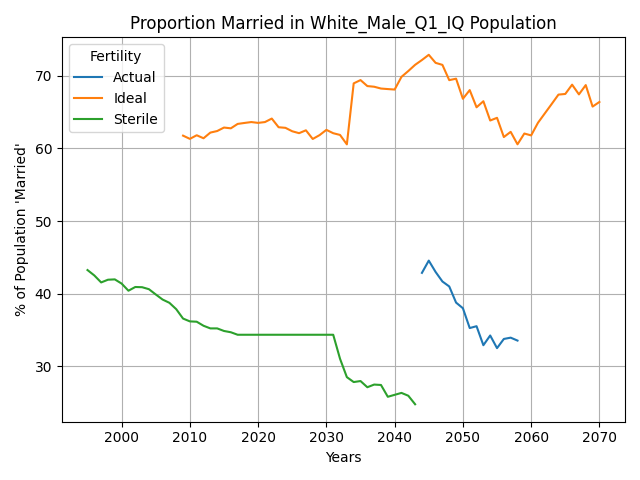 Proportion Married in White_Male_Q1_IQ Population
Fertility
Actual
Ideal
Sterile
% of Population 'Married'
70
60
50
40
30
2000 2010 2020 2030 2040 2050 2060 2070
Years